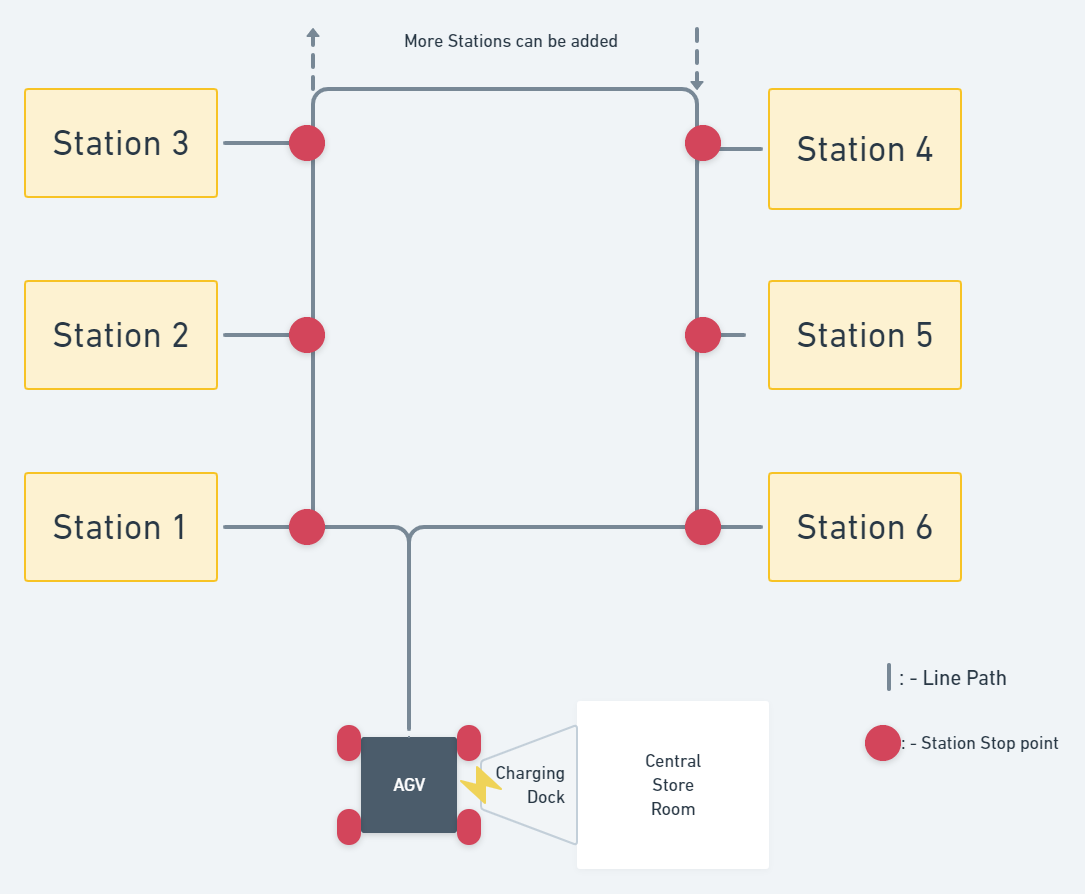 More Stations can be added
Station 3
Station 4
Station 2
Station 5
Station 1
Station 6
: - Line Path
: - Station Stop point
AGV
Charging
Dock
Central
Store
Room